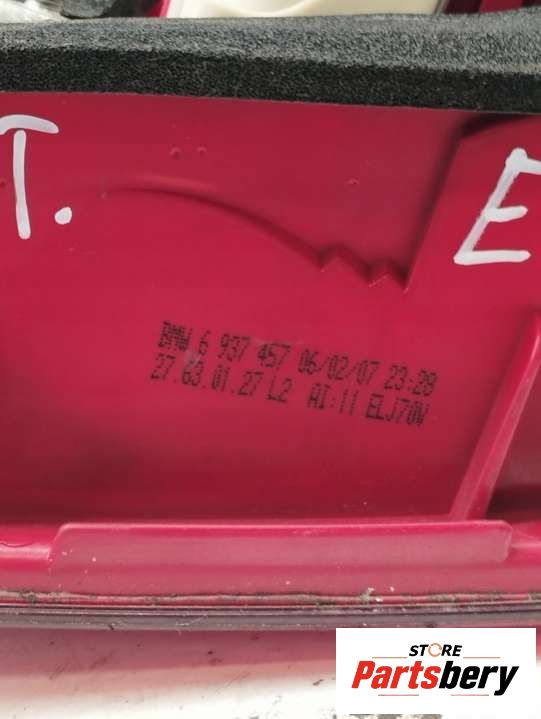 T. E
BMW 6 937 457 06/02/07 23:28
27.63.01.27 L2 AI:11 ELJ70V
STORE
Partsbery